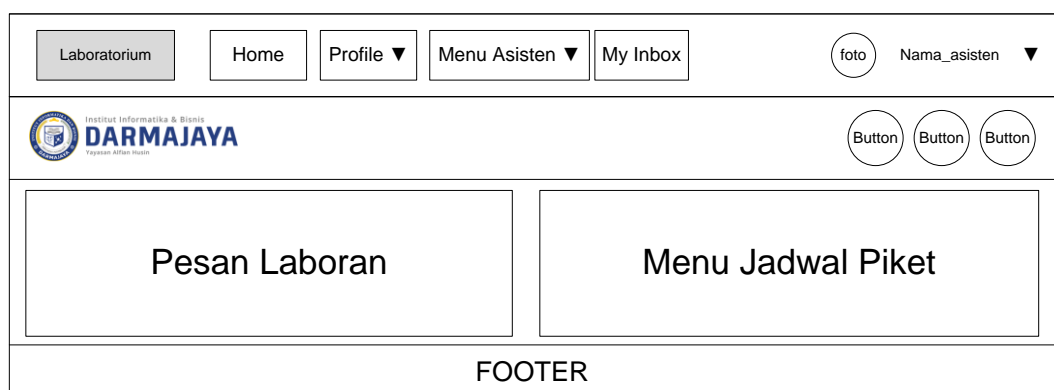 Laboratorium
Home
Profile ▼
Menu Asisten ▼
My Inbox
foto
Nama_asisten ▼
Institut Informatika & Bisnis
DARMAJAYA
Yayasan Alfian Husin
Button
Button
Button
Pesan Laboran
Menu Jadwal Piket
FOOTER